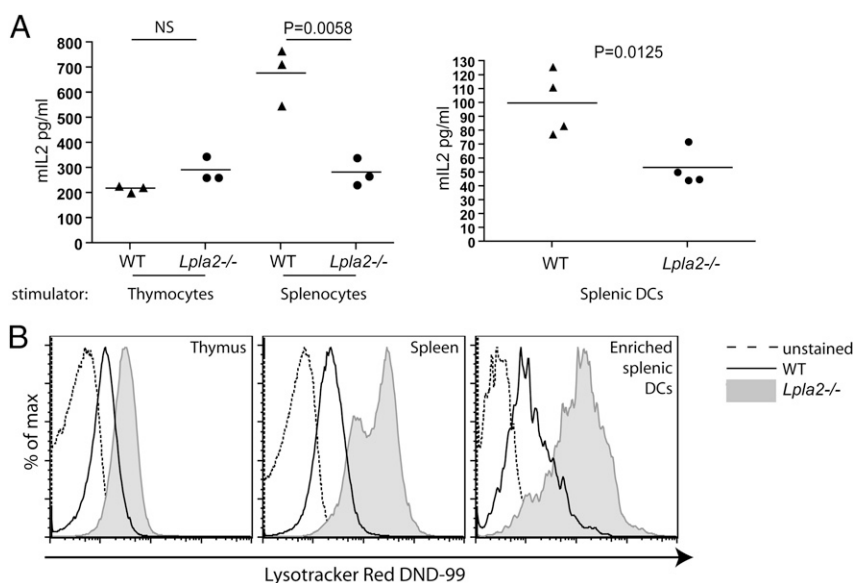 A
NS
P=0.0058
800
700
600
500
400
300
200
100
0
mIL2 pg/ml
WT Lpla2-/- WT Lpla2-/-
stimulator: Thymocytes Splenocytes
P=0.0125
130
120
110
100
90
80
70
60
50
40
30
20
10
0
mIL2 pg/ml
WT Lpla2-/-
Splenic DCs
B
% of max
Thymus
Spleen
Enriched
splenic
DCs
unstained
WT
Lpla2-/-
Lysotracker Red DND-99